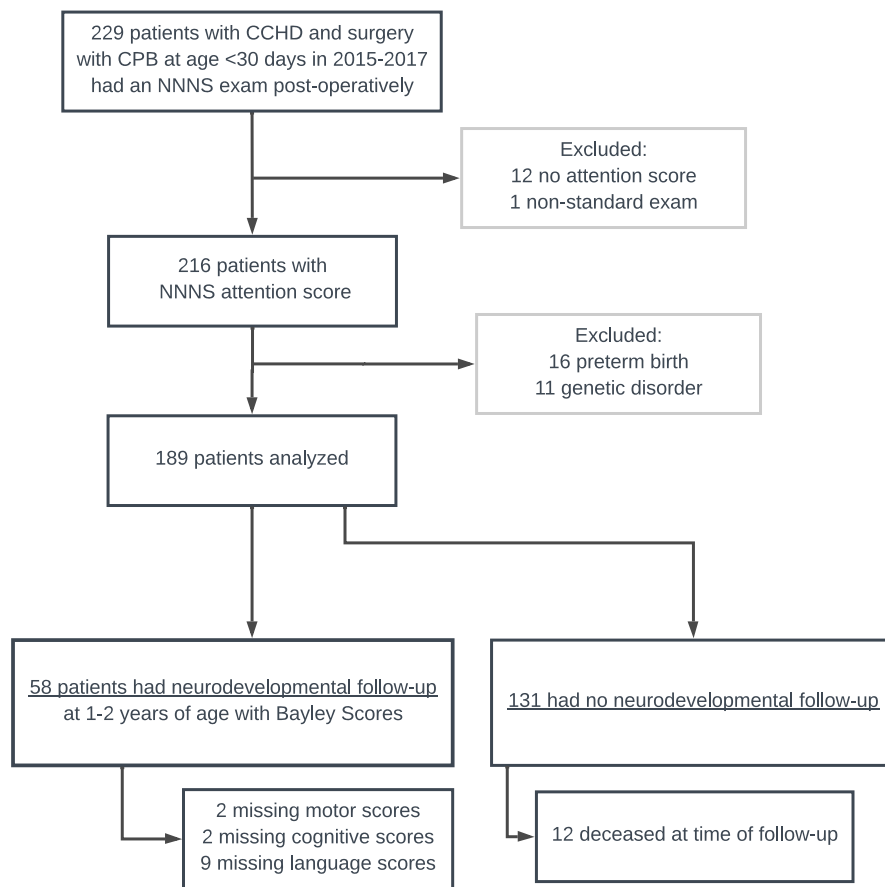 229 patients with CCHD and surgery
with CPB at age <30 days in 2015-2017
had an NNNS exam post-operatively
Excluded:
12 no attention score
1 non-standard exam
216 patients with
NNNS attention score
Excluded:
16 preterm birth
11 genetic disorder
189 patients analyzed
58 patients had neurodevelopmental follow-up
at 1-2 years of age with Bayley Scores
131 had no neurodevelopmental follow-up
2 missing motor scores
2 missing cognitive scores
9 missing language scores
12 deceased at time of follow-up